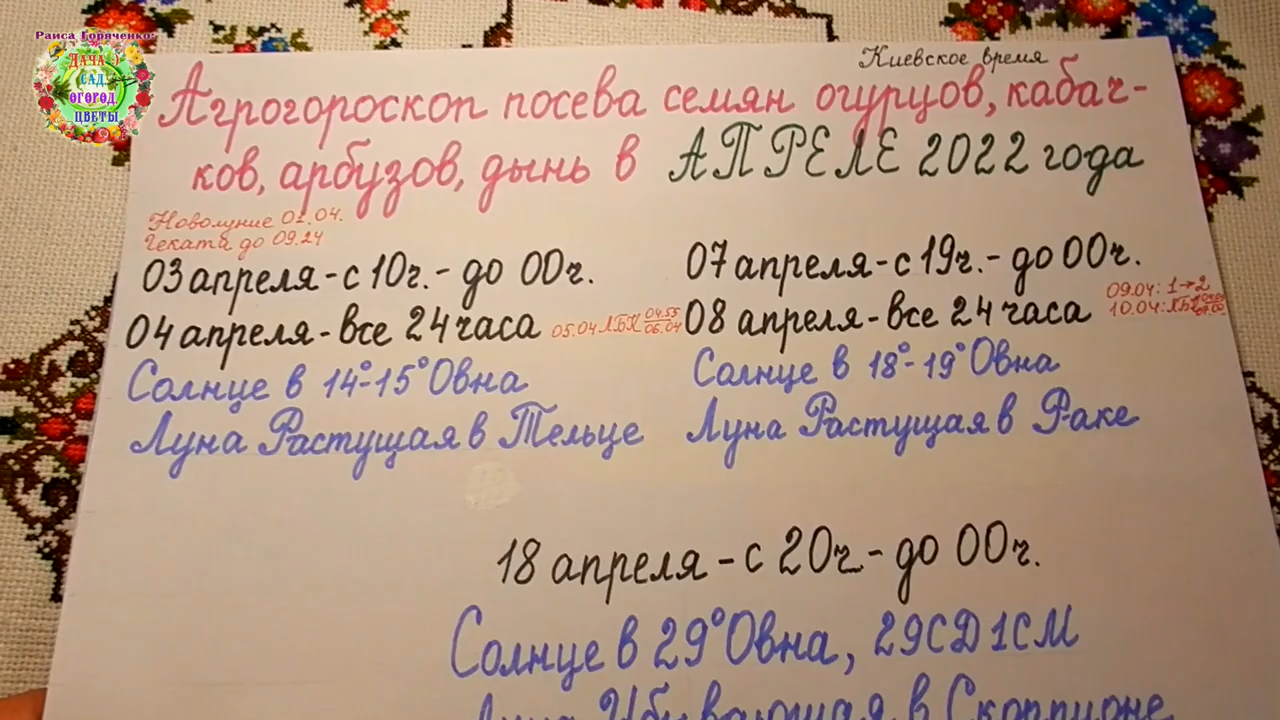 Раиса Горяченко:
ДАЧА
САД
ОГОРОД,
ЦВЕТЫ
Киевское время
Агрогороскоп посева семян огурцов, кабач-
ков, арбузов, дынь в АПРЕЛЕ 2022 года
Новолуние 01.04.
Геката до 09.24
03 апреля - с 10ч. - до 00ч.
04 апреля - все 24 часа
05.04 ЛБК 04.55
06.04
Солнце в 14°-15° Овна
Луна Растущая в Тельце
07 апреля - с 19ч. - до 00ч.
08 апреля - все 24 часа
09.04: 1→2
10.04: ЛБК
Солнце в 18°-19° Овна
Луна Растущая в Раке
18 апреля - с 20ч. - до 00ч.
Солнце в 29° Овна, 29СД1СМ
Луна Убывающая в Скорпионе